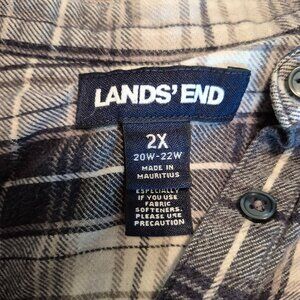 LANDS' END
2X
20W-22W
MADE IN
MAURITIUS
ESPECIALLY
IF YOU USE
FABRIC
SOFTENERS.
PLEASE USE
PRECAUTION